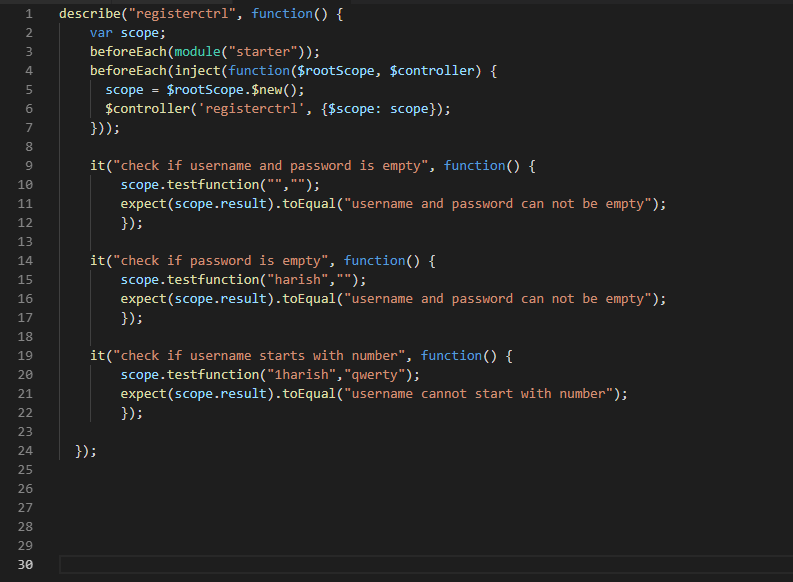 1 describe("registerctrl", function() {
2     var scope;
3     beforeEach(module("starter"));
4     beforeEach(inject(function($rootScope, $controller) {
5       scope = $rootScope.$new();
6       $controller('registerctrl', {$scope: scope});
7     }));
8
9     it("check if username and password is empty", function() {
10         scope.testfunction("","");
11         expect(scope.result).toEqual("username and password can not be empty");
12         });
13
14     it("check if password is empty", function() {
15         scope.testfunction("harish","");
16         expect(scope.result).toEqual("username and password can not be empty");
17         });
18
19     it("check if username starts with number", function() {
20         scope.testfunction("1harish","qwerty");
21         expect(scope.result).toEqual("username cannot start with number");
22         });
23
24   });
25
26
27
28
29
30